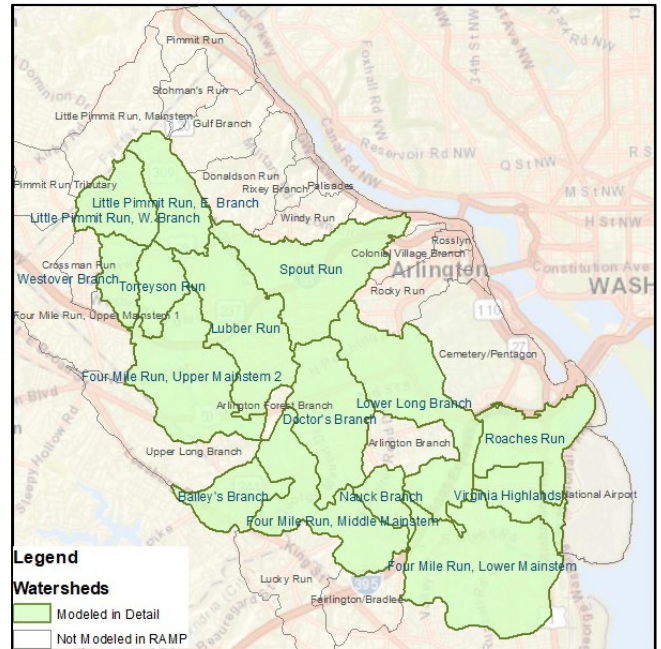 Pimmit Run
Stohman's Run
Little Pimmit Run, Mainstem
Gulf Branch
Donaldson Run
Pimmit Run Tributary
Rixey Branch
Palisades
Little Pimmit Run, E. Branch
Little Pimmit Run, W. Branch
Windy Run
Colonial Village Branch
Rosslyn
Crossman Run
Spout Run
Arlington
Westover Branch
Torreyson Run
Rocky Run
Four Mile Run, Upper Mainstem 1
Lubber Run
Cemetery/Pentagon
Four Mile Run, Upper Mainstem 2
Arlington Forest Branch
Lower Long Branch
Doctor's Branch
Upper Long Branch
Arlington Branch
Roaches Run
Bailey's Branch
Nauck Branch
Virginia Highlands
National Airport
Four Mile Run, Middle Mainstem
Four Mile Run, Lower Mainstem
Lucky Run
Fairlington/Bradlee
395
110
27
237
50
Foxhall Rd NW
34th St NW
Canal Rd NW
Reservoir Rd NW
Q St NW
M St NW
H St NW
Constitution Ave
WASH
Sleepy Hollow Rd
Legend
Watersheds
Modeled in Detail
Not Modeled in RAMP